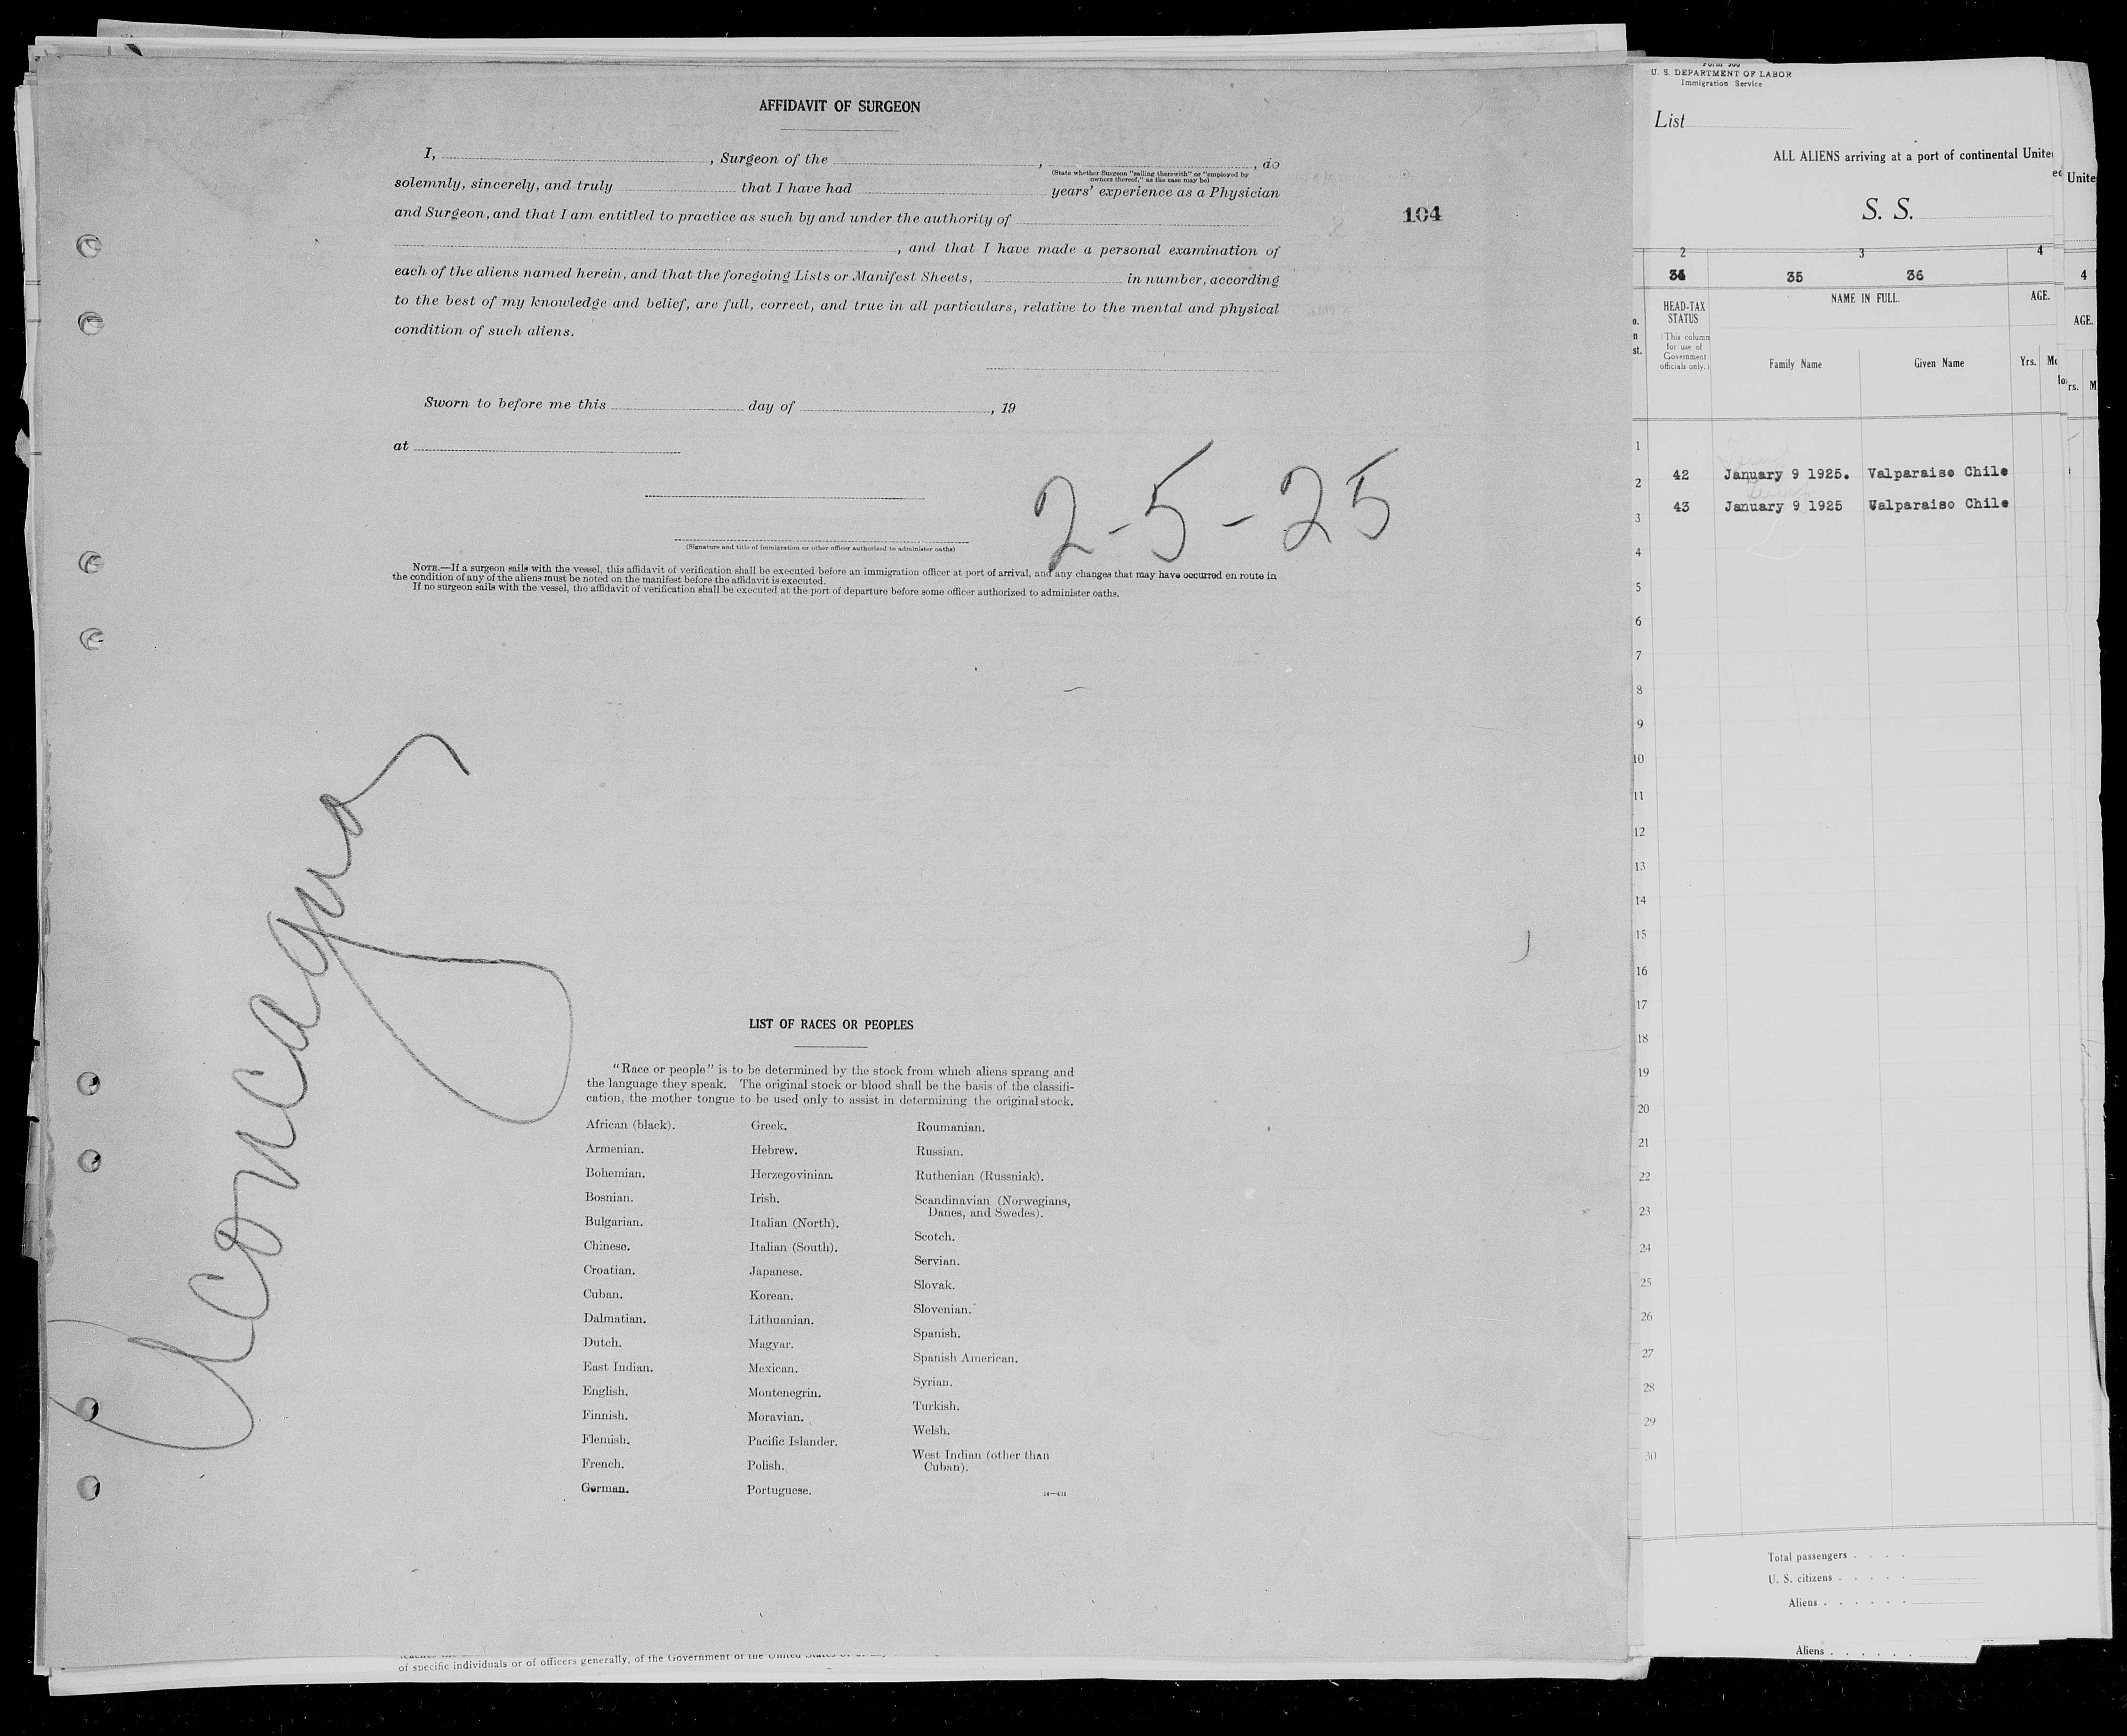 AFFIDAVIT OF SURGEON
I, , Surgeon of the , , do
(State whether Surgeon "sailing therewith" or "employed by
owners thereof," as the case may be)
solemnly, sincerely, and truly that I have had years' experience as a Physician
and Surgeon, and that I am entitled to practice as such by and under the authority of
, and that I have made a personal examination of
each of the aliens named herein, and that the foregoing Lists or Manifest Sheets, in number, according
to the best of my knowledge and belief, are full, correct, and true in all particulars, relative to the mental and physical
condition of such aliens.
Sworn to before me this day of , 19
at
(Signature and title of immigration or other officer authorized to administer oaths)
2-5-25
NOTE.—If a surgeon sails with the vessel, this affidavit of verification shall be executed before an immigration officer at port of arrival, and any changes that may have occurred en route in
the condition of any of the aliens must be noted on the manifest before the affidavit is executed.
If no surgeon sails with the vessel, the affidavit of verification shall be executed at the port of departure before some officer authorized to administer oaths.
104
Aconcagua
LIST OF RACES OR PEOPLES
"Race or people" is to be determined by the stock from which aliens sprang and
the language they speak. The original stock or blood shall be the basis of the classifi-
cation, the mother tongue to be used only to assist in determining the original stock.
African (black).
Armenian.
Bohemian.
Bosnian.
Bulgarian.
Chinese.
Croatian.
Cuban.
Dalmatian.
Dutch.
East Indian.
English.
Finnish.
Flemish.
French.
German.
Greek.
Hebrew.
Herzegovinian.
Irish.
Italian (North).
Italian (South).
Japanese.
Korean.
Lithuanian.
Magyar.
Mexican.
Montenegrin.
Moravian.
Pacific Islander.
Polish.
Portuguese.
Roumanian.
Russian.
Ruthenian (Russniak).
Scandinavian (Norwegians,
Danes, and Swedes).
Scotch.
Servian.
Slovak.
Slovenian.
Spanish.
Spanish American.
Syrian.
Turkish.
Welsh.
West Indian (other than
Cuban).
14—431
of specific individuals or of officers generally, of the Government of the United States
U. S. DEPARTMENT OF LABOR
Immigration Service
List
ALL ALIENS arriving at a port of continental Unite
S. S.
2 3 4
34 35 36
HEAD-TAX
STATUS
(This column
for use of
Government
officials only.)
NAME IN FULL.
Family Name Given Name
AGE.
Yrs.
1
42 January 9 1925. Valparaiso Chile
2
43 January 9 1925 Valparaiso Chile
3
4
5
6
7
8
9
10
11
12
13
14
15
16
17
18
19
20
21
22
23
24
25
26
27
28
29
30
Total passengers
U. S. citizens
Aliens
Aliens
Unite
4
AGE.
rs. M